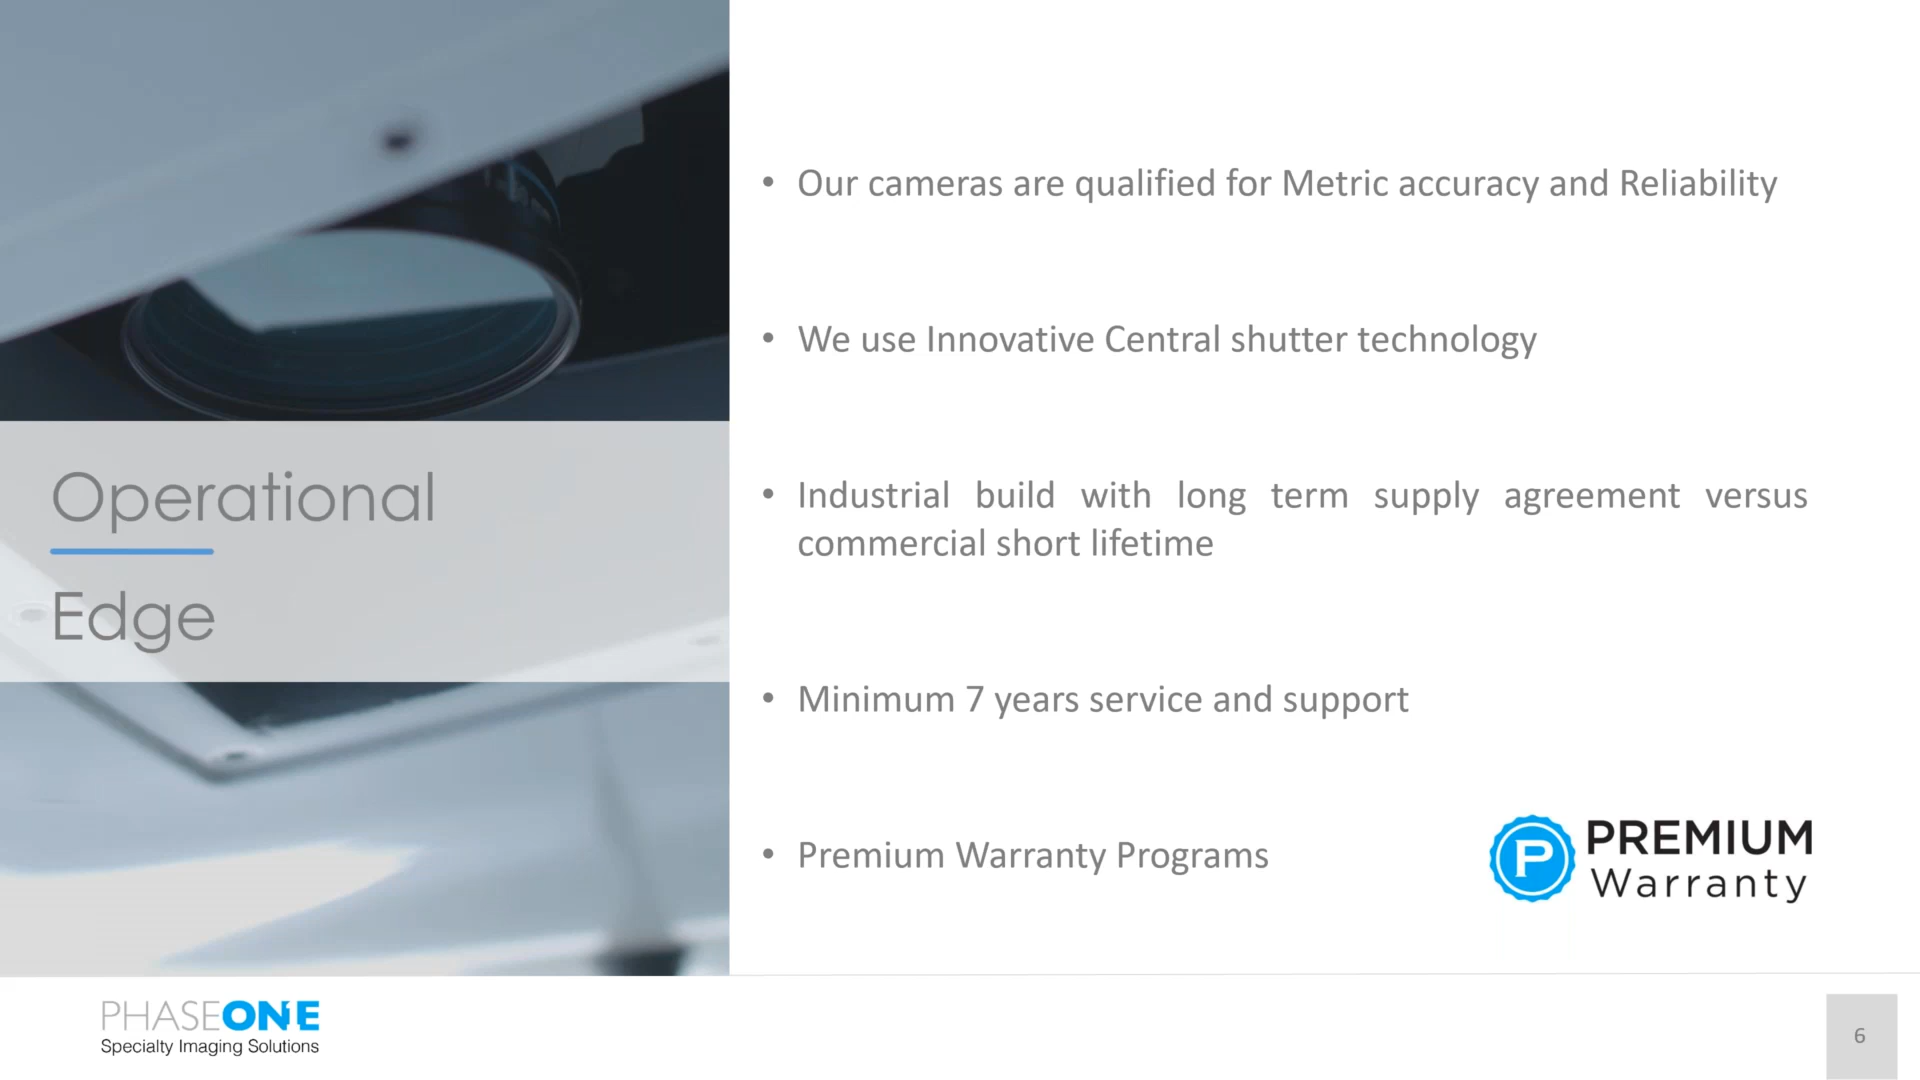 Operational
Edge
• Our cameras are qualified for Metric accuracy and Reliability
• We use Innovative Central shutter technology
• Industrial build with long term supply agreement versus
commercial short lifetime
• Minimum 7 years service and support
• Premium Warranty Programs
P
PREMIUM
Warranty
PHASEONE
Specialty Imaging Solutions
6